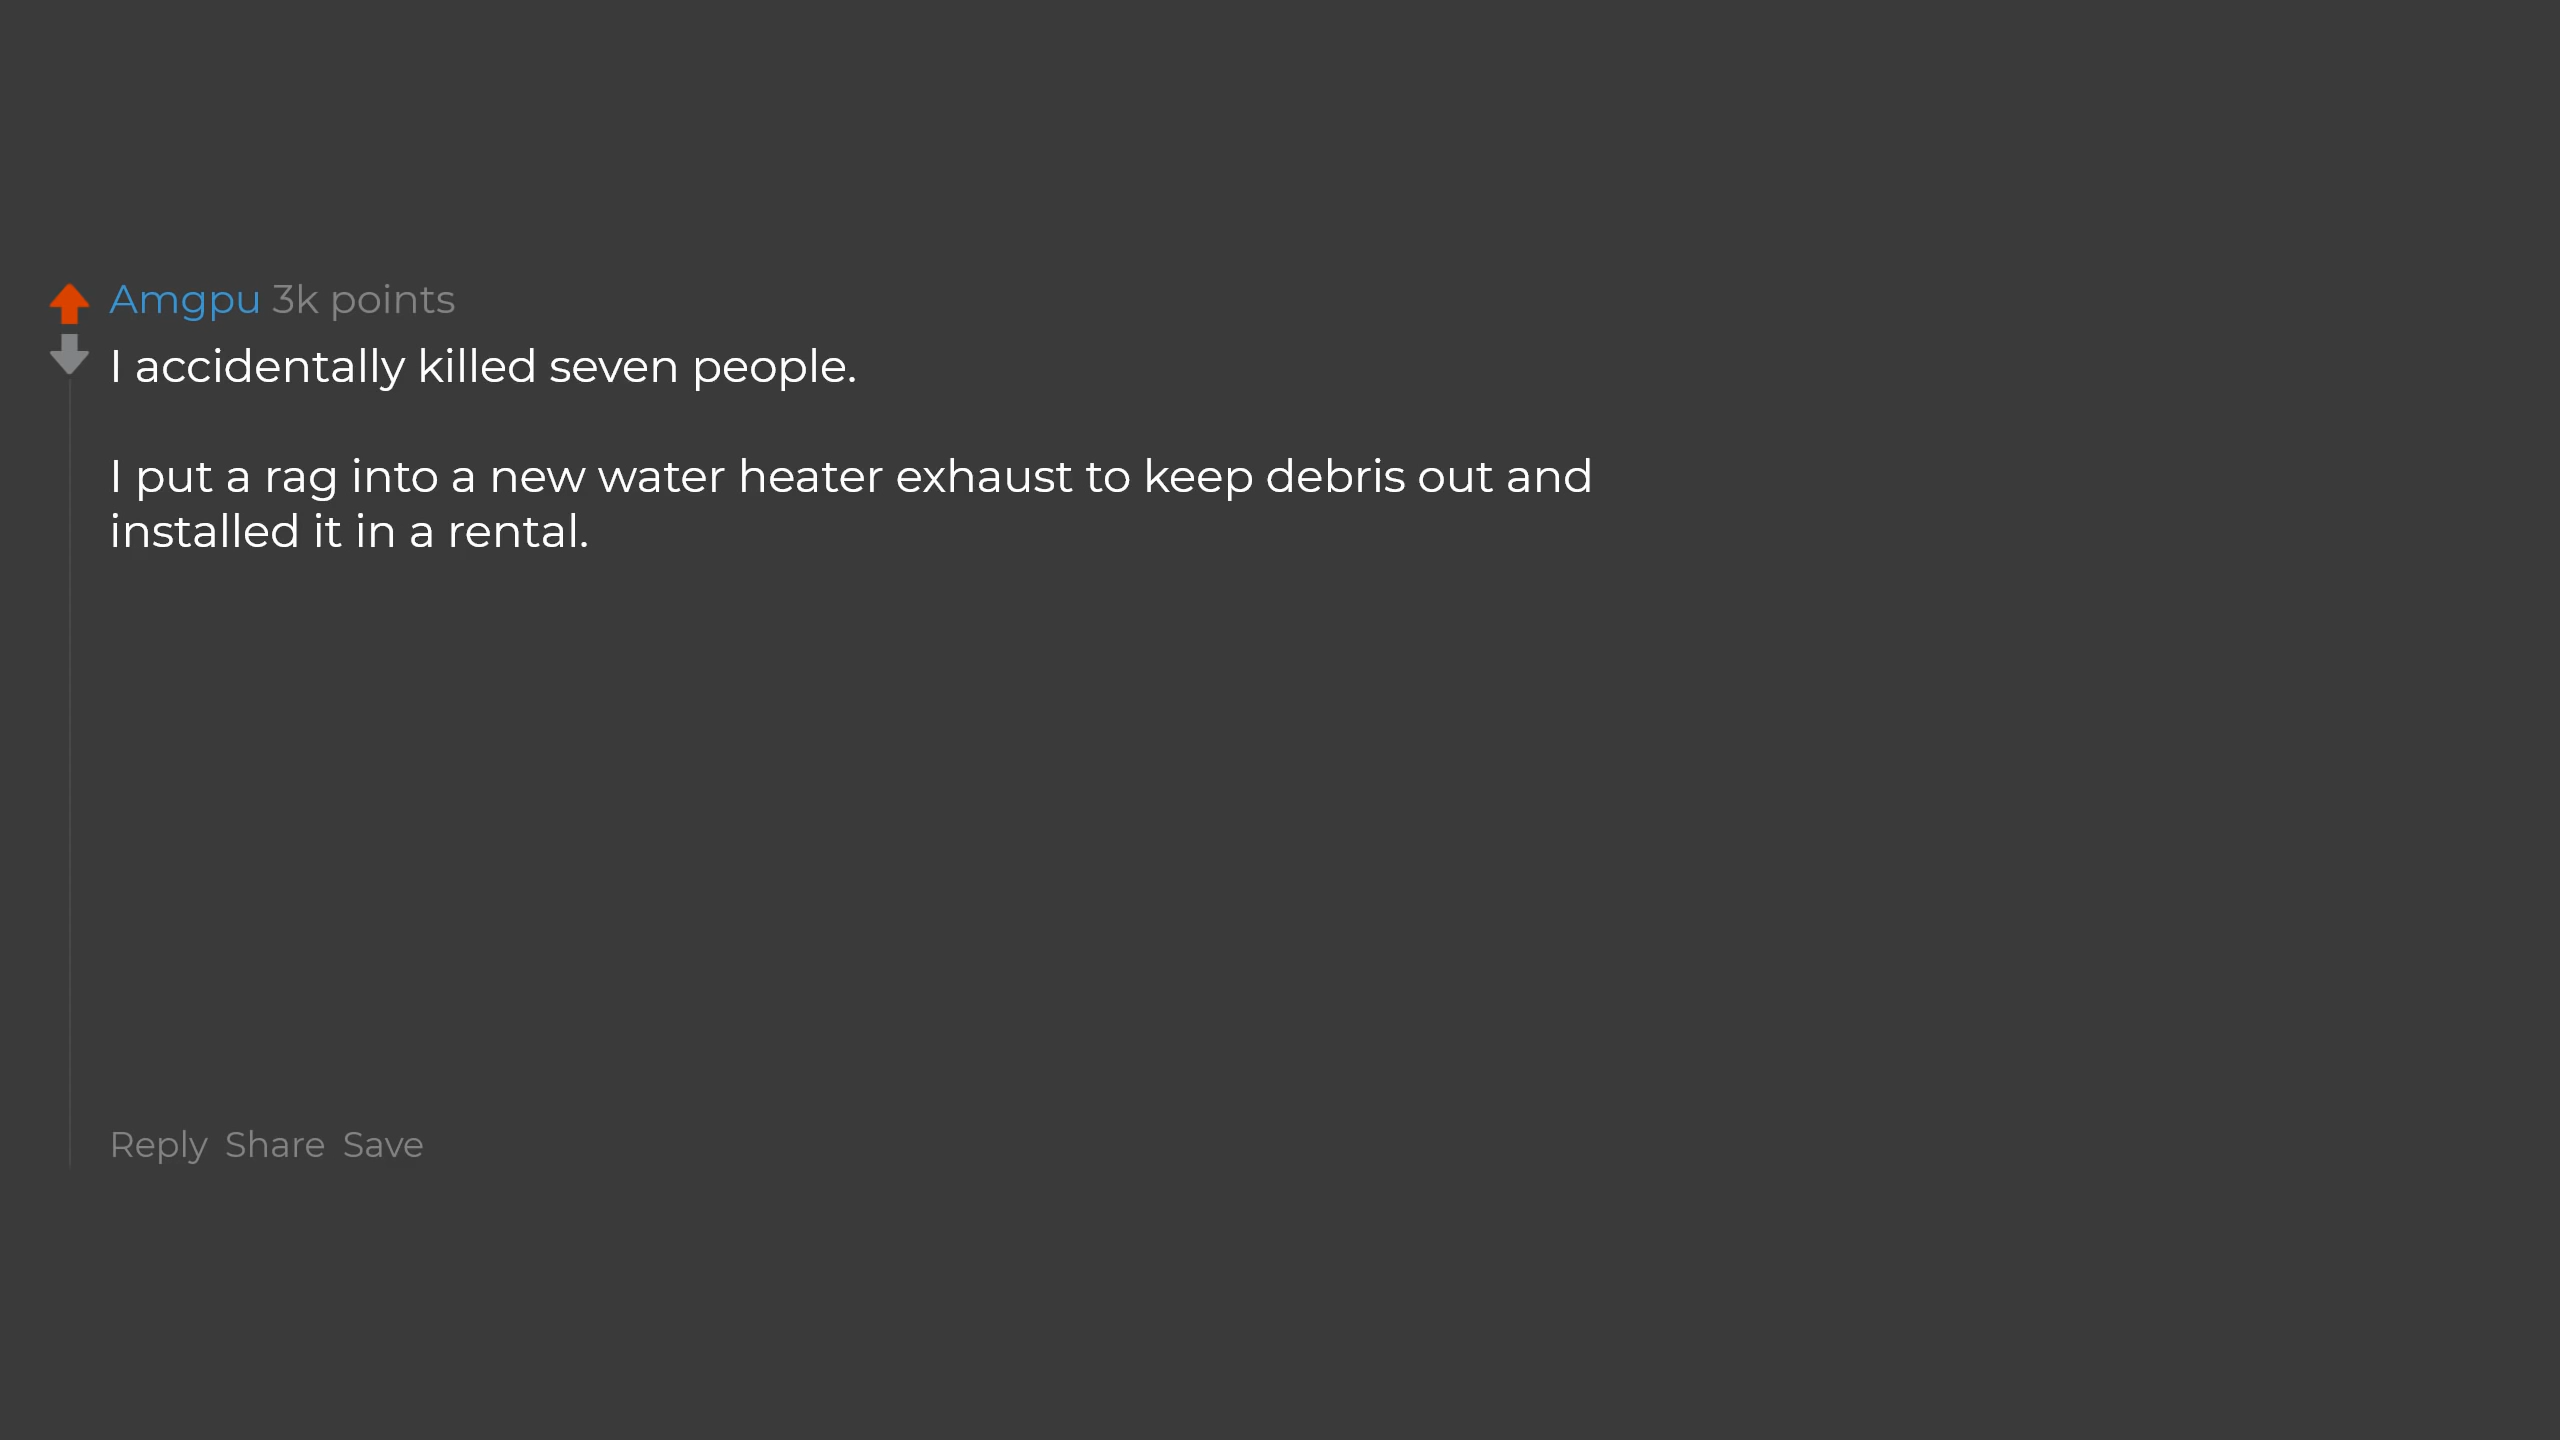 Amgpu 3k points
I accidentally killed seven people.
I put a rag into a new water heater exhaust to keep debris out and
installed it in a rental.
Reply Share Save